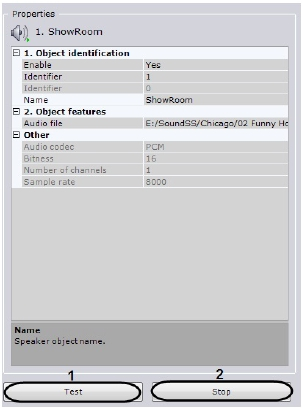 Properties
1. ShowRoom
1. Object identification
Enable Yes
Identifier 1
Identifier 0
Name ShowRoom
2. Object features
Audio file E:/SoundSS/Chicago/02 Funny Ho
Other
Audio codec PCM
Bitness 16
Number of channels 1
Sample rate 8000
Name
Speaker object name.
1 2
Test Stop